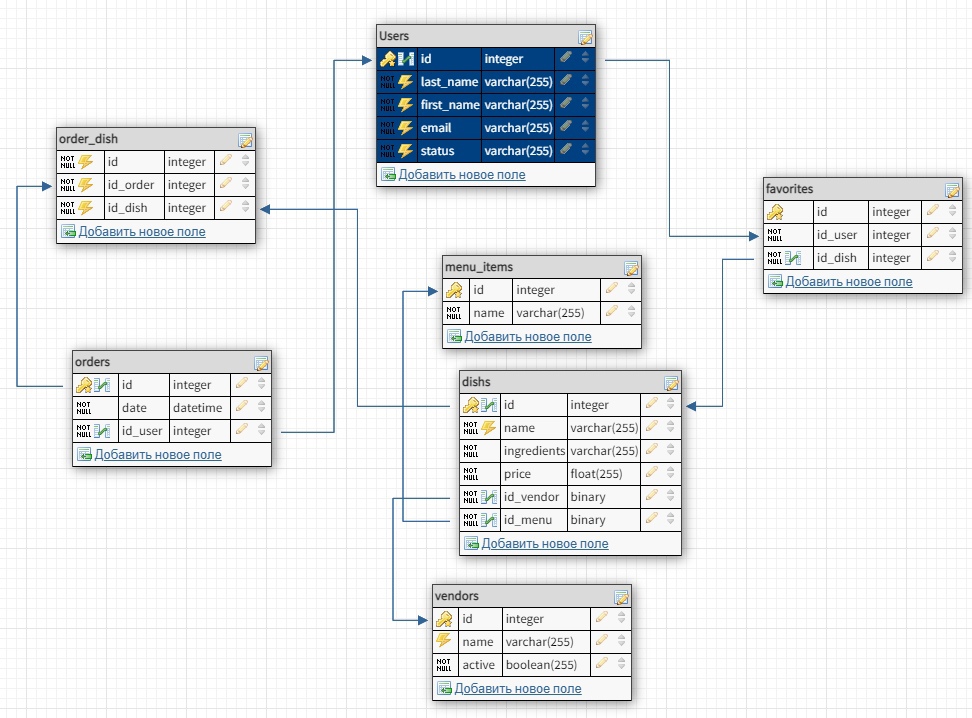 Users
id integer
NOT NULL last_name varchar(255)
NOT NULL first_name varchar(255)
NOT NULL email varchar(255)
NOT NULL status varchar(255)
Добавить новое поле
order_dish
NOT NULL id integer
NOT NULL id_order integer
NOT NULL id_dish integer
Добавить новое поле
favorites
id integer
NOT NULL id_user integer
NOT NULL id_dish integer
Добавить новое поле
menu_items
id integer
NOT NULL name varchar(255)
Добавить новое поле
orders
id integer
NOT NULL date datetime
NOT NULL id_user integer
Добавить новое поле
dishs
id integer
NOT NULL name varchar(255)
NOT NULL ingredients varchar(255)
NOT NULL price float(255)
NOT NULL id_vendor binary
NOT NULL id_menu binary
Добавить новое поле
vendors
id integer
name varchar(255)
NOT NULL active boolean(255)
Добавить новое поле